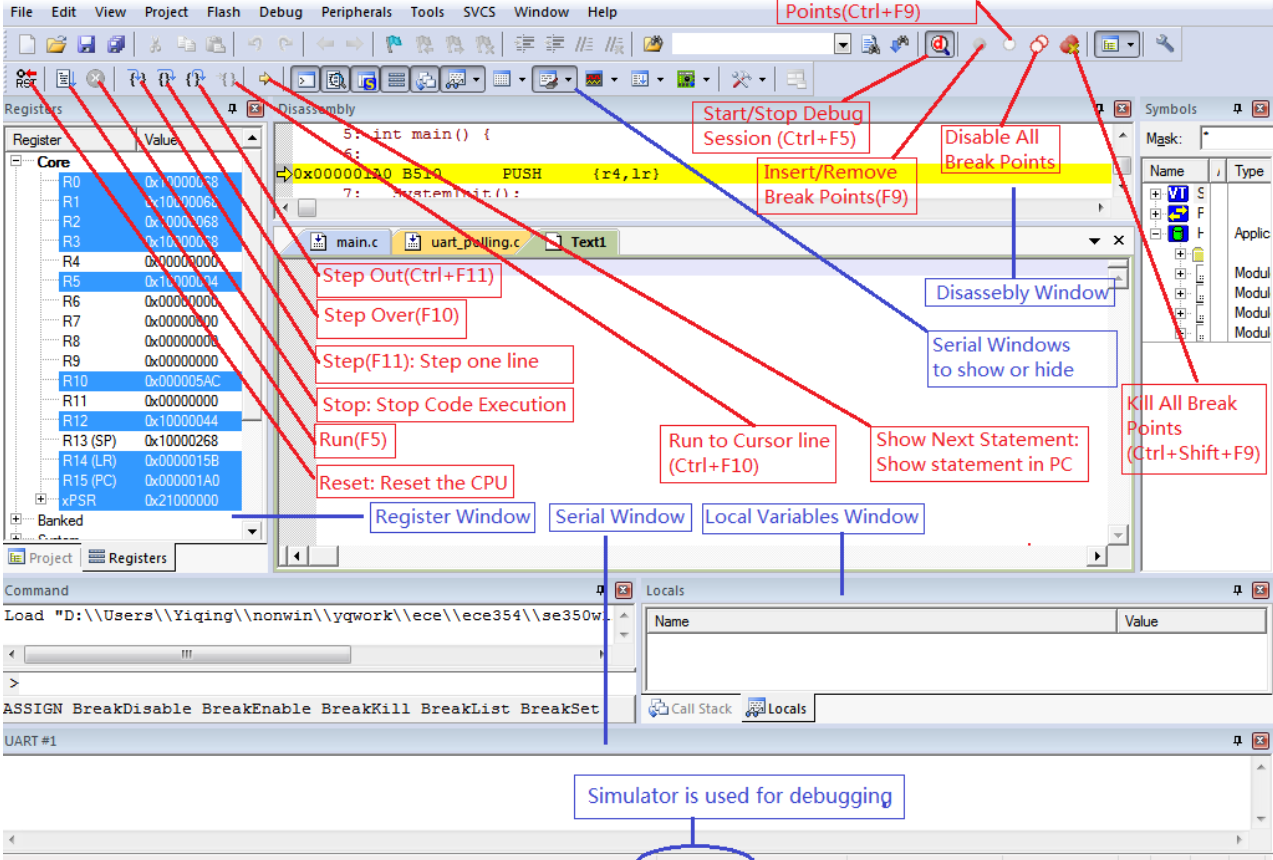 File Edit View Project Flash Debug Peripherals Tools SVCS Window Help
Points(Ctrl+F9)
RST
Registers
Disassembly
Symbols
Register Value
Core
R0 0x10000068
R1 0x10000068
R2 0x10000068
R3 0x10000068
R4 0x00000000
R5 0x10000004
R6 0x00000000
R7 0x00000000
R8 0x00000000
R9 0x00000000
R10 0x000005AC
R11 0x00000000
R12 0x10000044
R13 (SP) 0x10000268
R14 (LR) 0x0000015B
R15 (PC) 0x000001A0
xPSR 0x21000000
Banked
Project Registers
5: int main() {
6:
0x000001A0 B510 PUSH {r4,lr}
7: SystemInit();
Start/Stop Debug
Session (Ctrl+F5)
Insert/Remove
Break Points(F9)
Disable All
Break Points
Mask: *
Name / Type
S
F
H Applic
Modul
Modul
Modul
Modul
main.c uart_polling.c Text1
Step Out(Ctrl+F11)
Step Over(F10)
Step(F11): Step one line
Stop: Stop Code Execution
Run(F5)
Reset: Reset the CPU
Disassebly Window
Serial Windows
to show or hide
Run to Cursor line
(Ctrl+F10)
Show Next Statement:
Show statement in PC
Kill All Break
Points
(Ctrl+Shift+F9)
Register Window
Serial Window
Local Variables Window
Command
Load "D:\\Users\\Yiqing\\nonwin\\yqwork\\ece\\ece354\\se350wi
>
ASSIGN BreakDisable BreakEnable BreakKill BreakList BreakSet
Locals
Name Value
Call Stack Locals
UART #1
Simulator is used for debugging